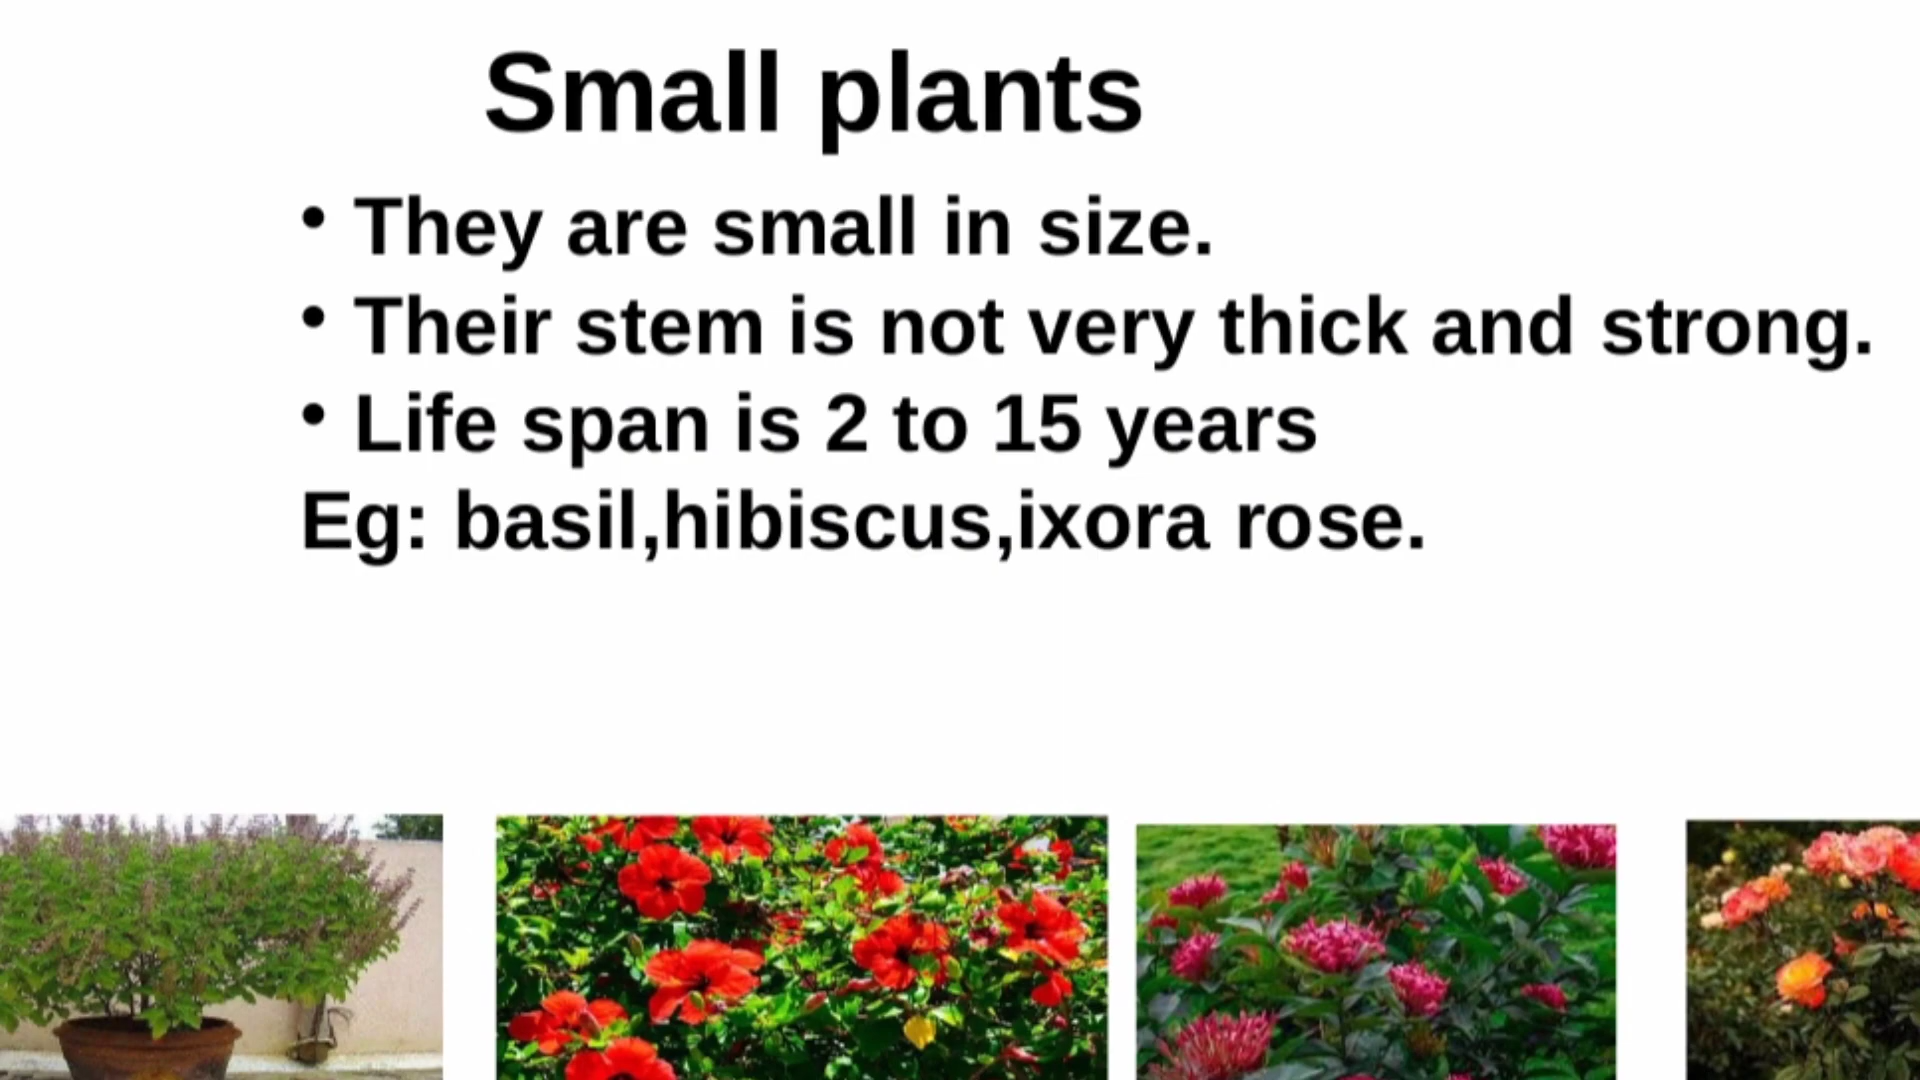 Small plants
• They are small in size.
• Their stem is not very thick and strong.
• Life span is 2 to 15 years
Eg: basil,hibiscus,ixora rose.